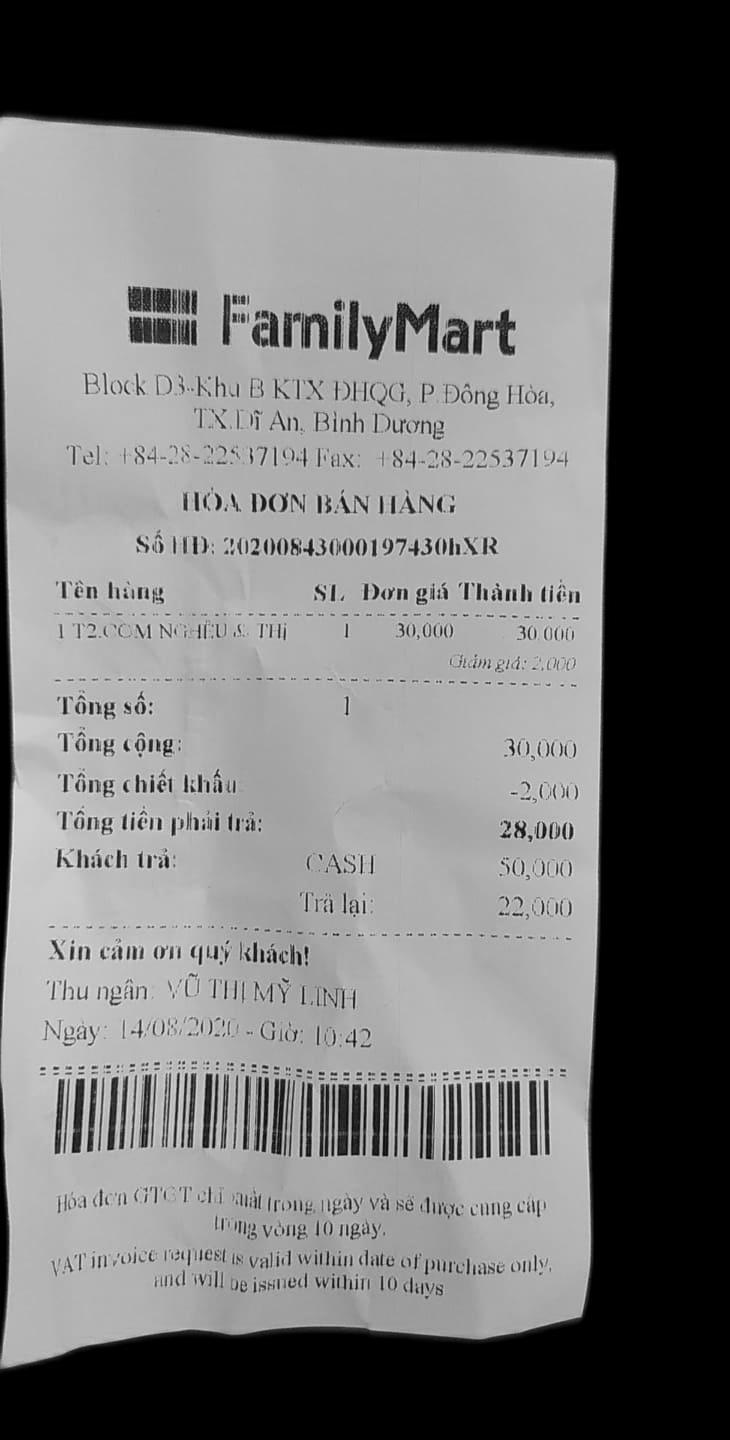 FamilyMart
Block D3-Khu B KTX ĐHQG, P.Đông Hòa,
TX.Dĩ An, Bình Dương
Tel: +84-28-22537194 Fax: +84-28-22537194
HÓA ĐƠN BÁN HÀNG
Số HĐ: 20200843000197430hXR
Tên hàng SL Đơn giá Thành tiền
1 T2.CƠM NGHÊU & THị 1 30,000 30,000
Giảm giá: 2,000
Tổng số: 1
Tổng cộng: 30,000
Tổng chiết khấu -2,000
Tổng tiền phải trả: 28,000
Khách trả: CASH 50,000
Trả lại: 22,000
Xin cảm ơn quý khách!
Thu ngân: VŨ THỊ MỸ LINH
Ngày: 14/08/2020 - Giờ: 10:42
Hóa đơn GTGT chỉ xuất trong ngày và sẽ được cung cấp
trong vòng 10 ngày.
VAT invoice request is valid within date of purchase only,
and will be issued within 10 days